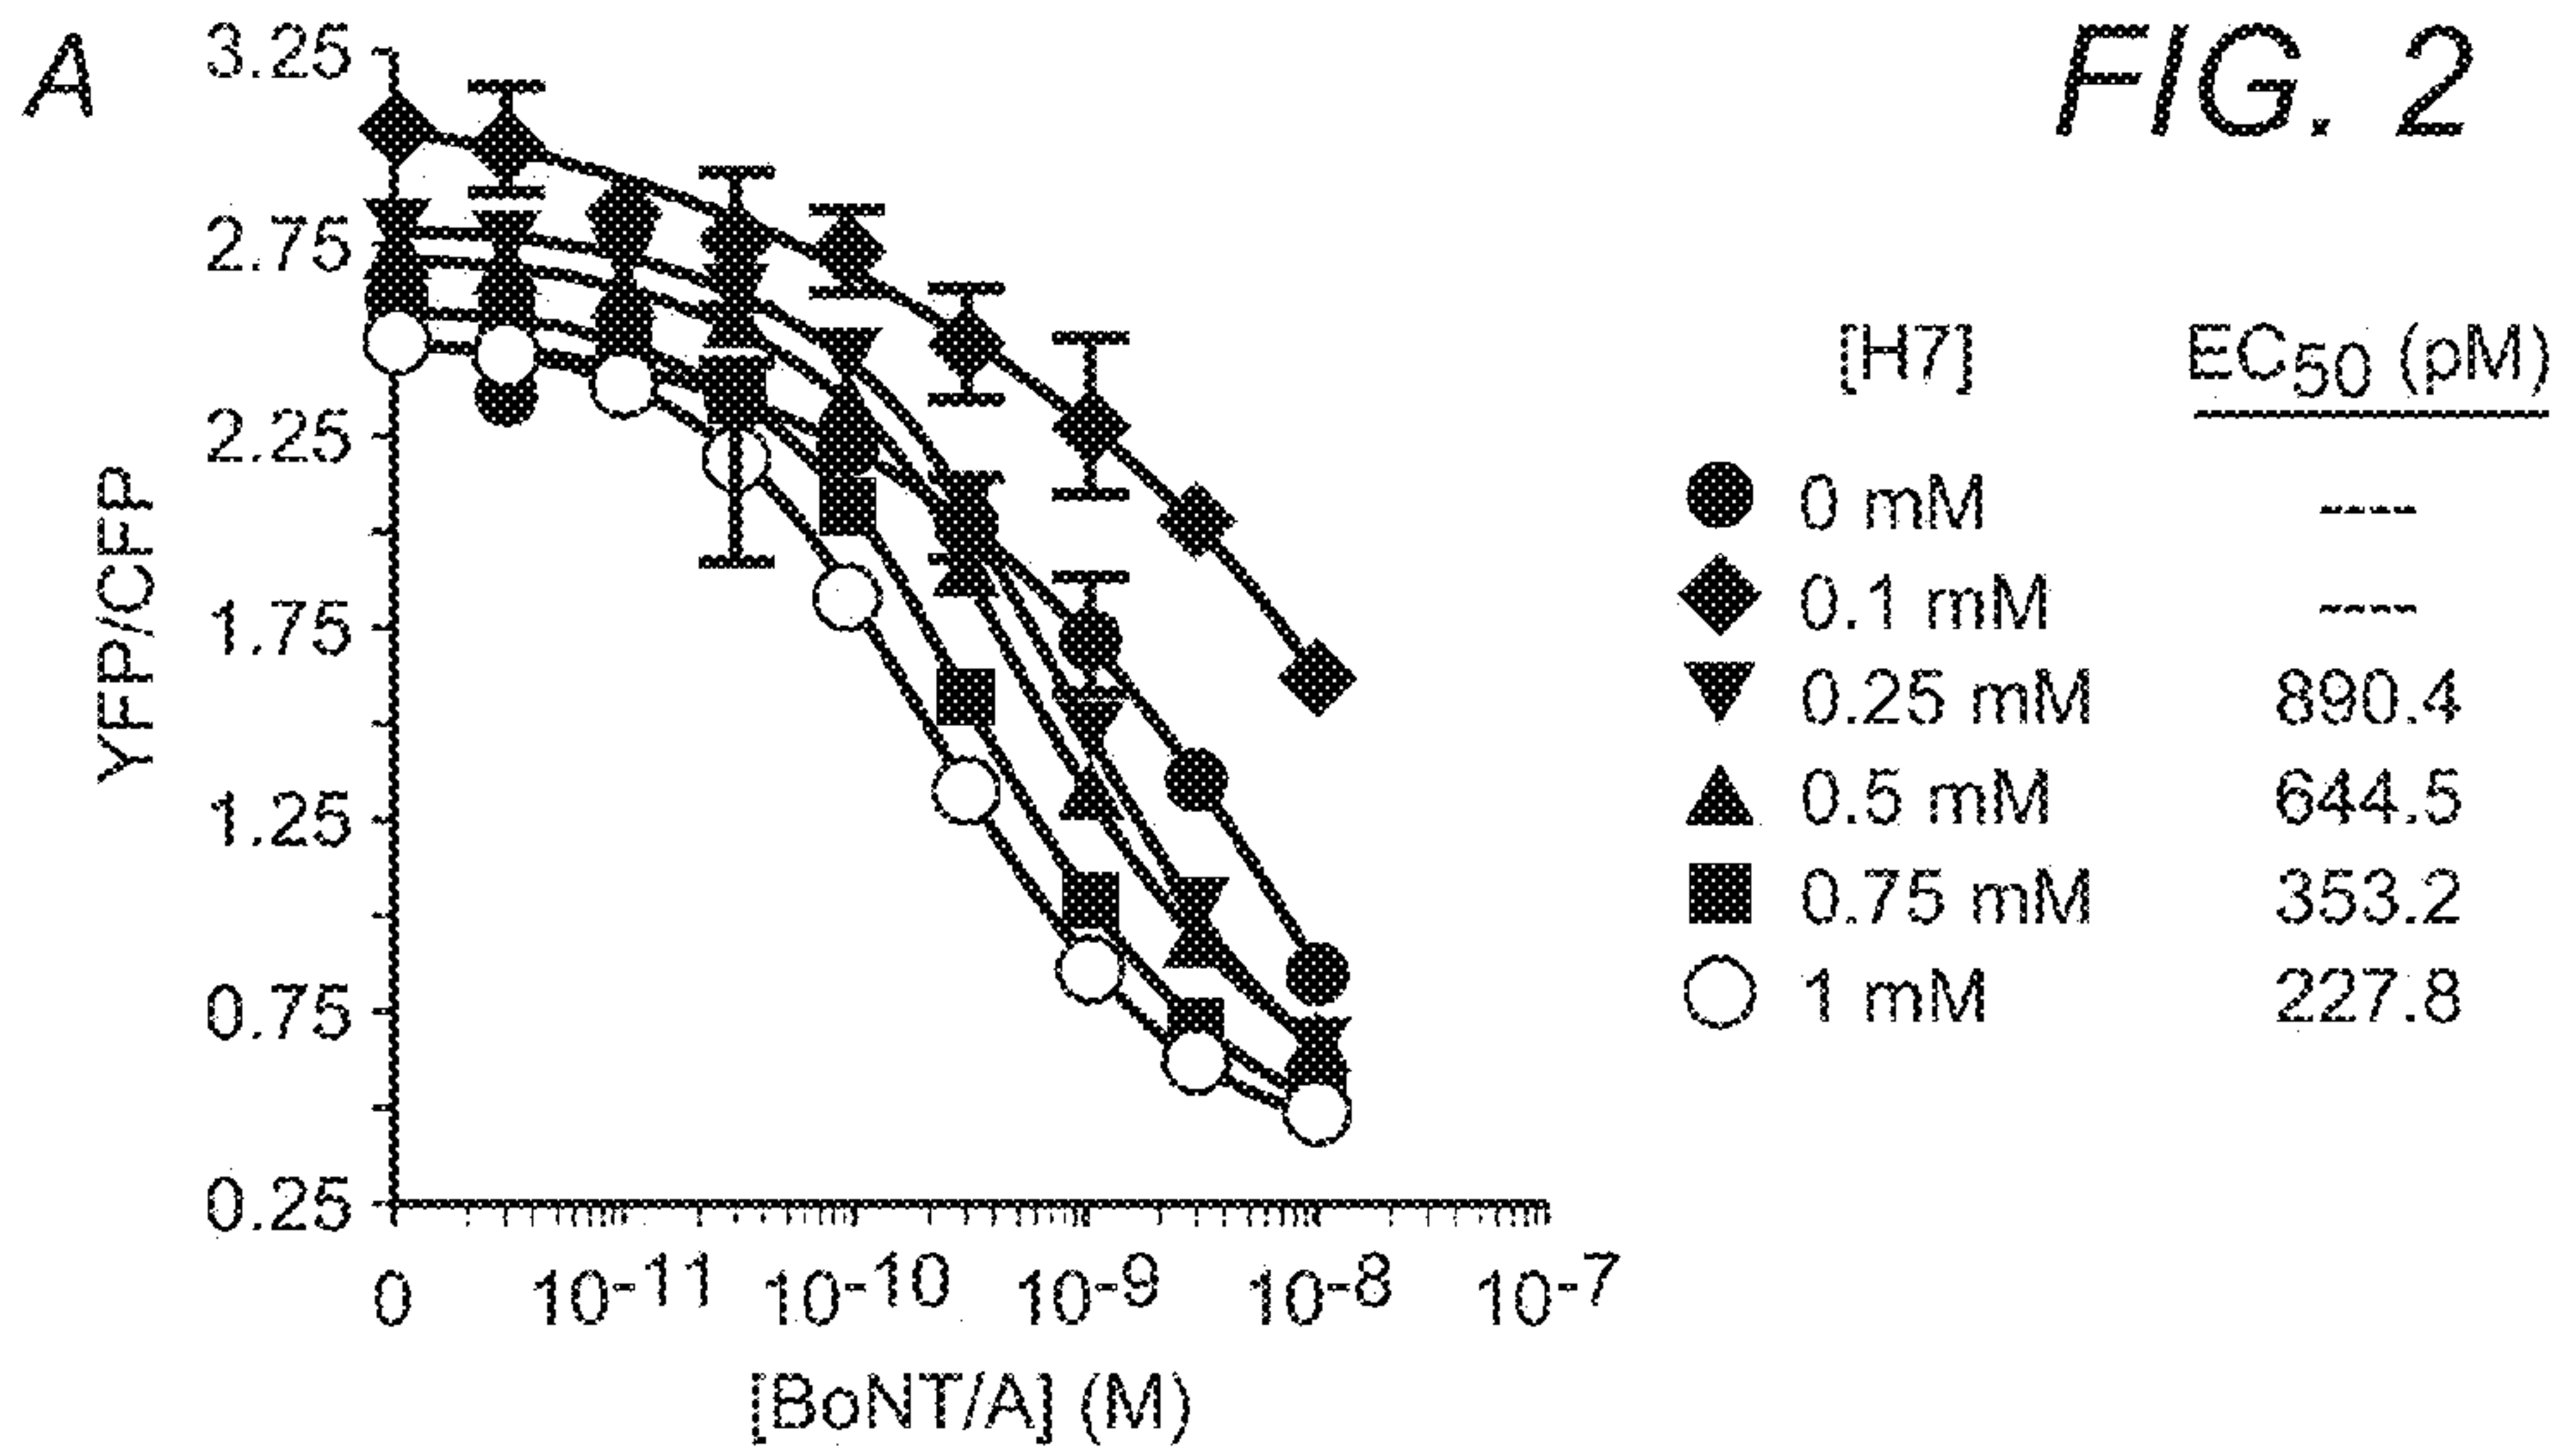 A
FIG. 2
3.25
2.75
2.25
1.75
1.25
0.75
0.25
YFP/CFP
0 10-11 10-10 10-9 10-8 10-7
[BoNT/A] (M)
[H7] EC50 (pM)
0 mM ----
0.1 mM ----
0.25 mM 890.4
0.5 mM 644.5
0.75 mM 353.2
1 mM 227.8